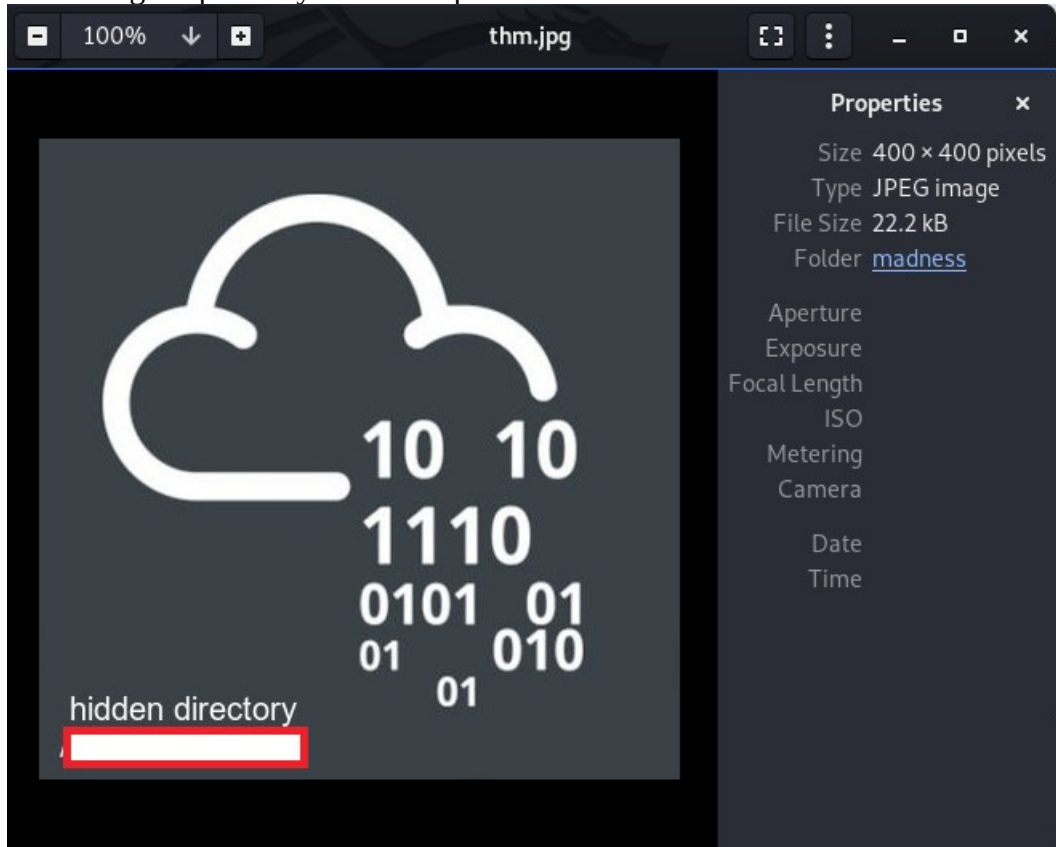 100%
thm.jpg
Properties
Size 400 × 400 pixels
Type JPEG image
File Size 22.2 kB
Folder madness
Aperture
Exposure
Focal Length
ISO
Metering
Camera
Date
Time
10 10
1110
0101 01
01 010
01
hidden directory
/